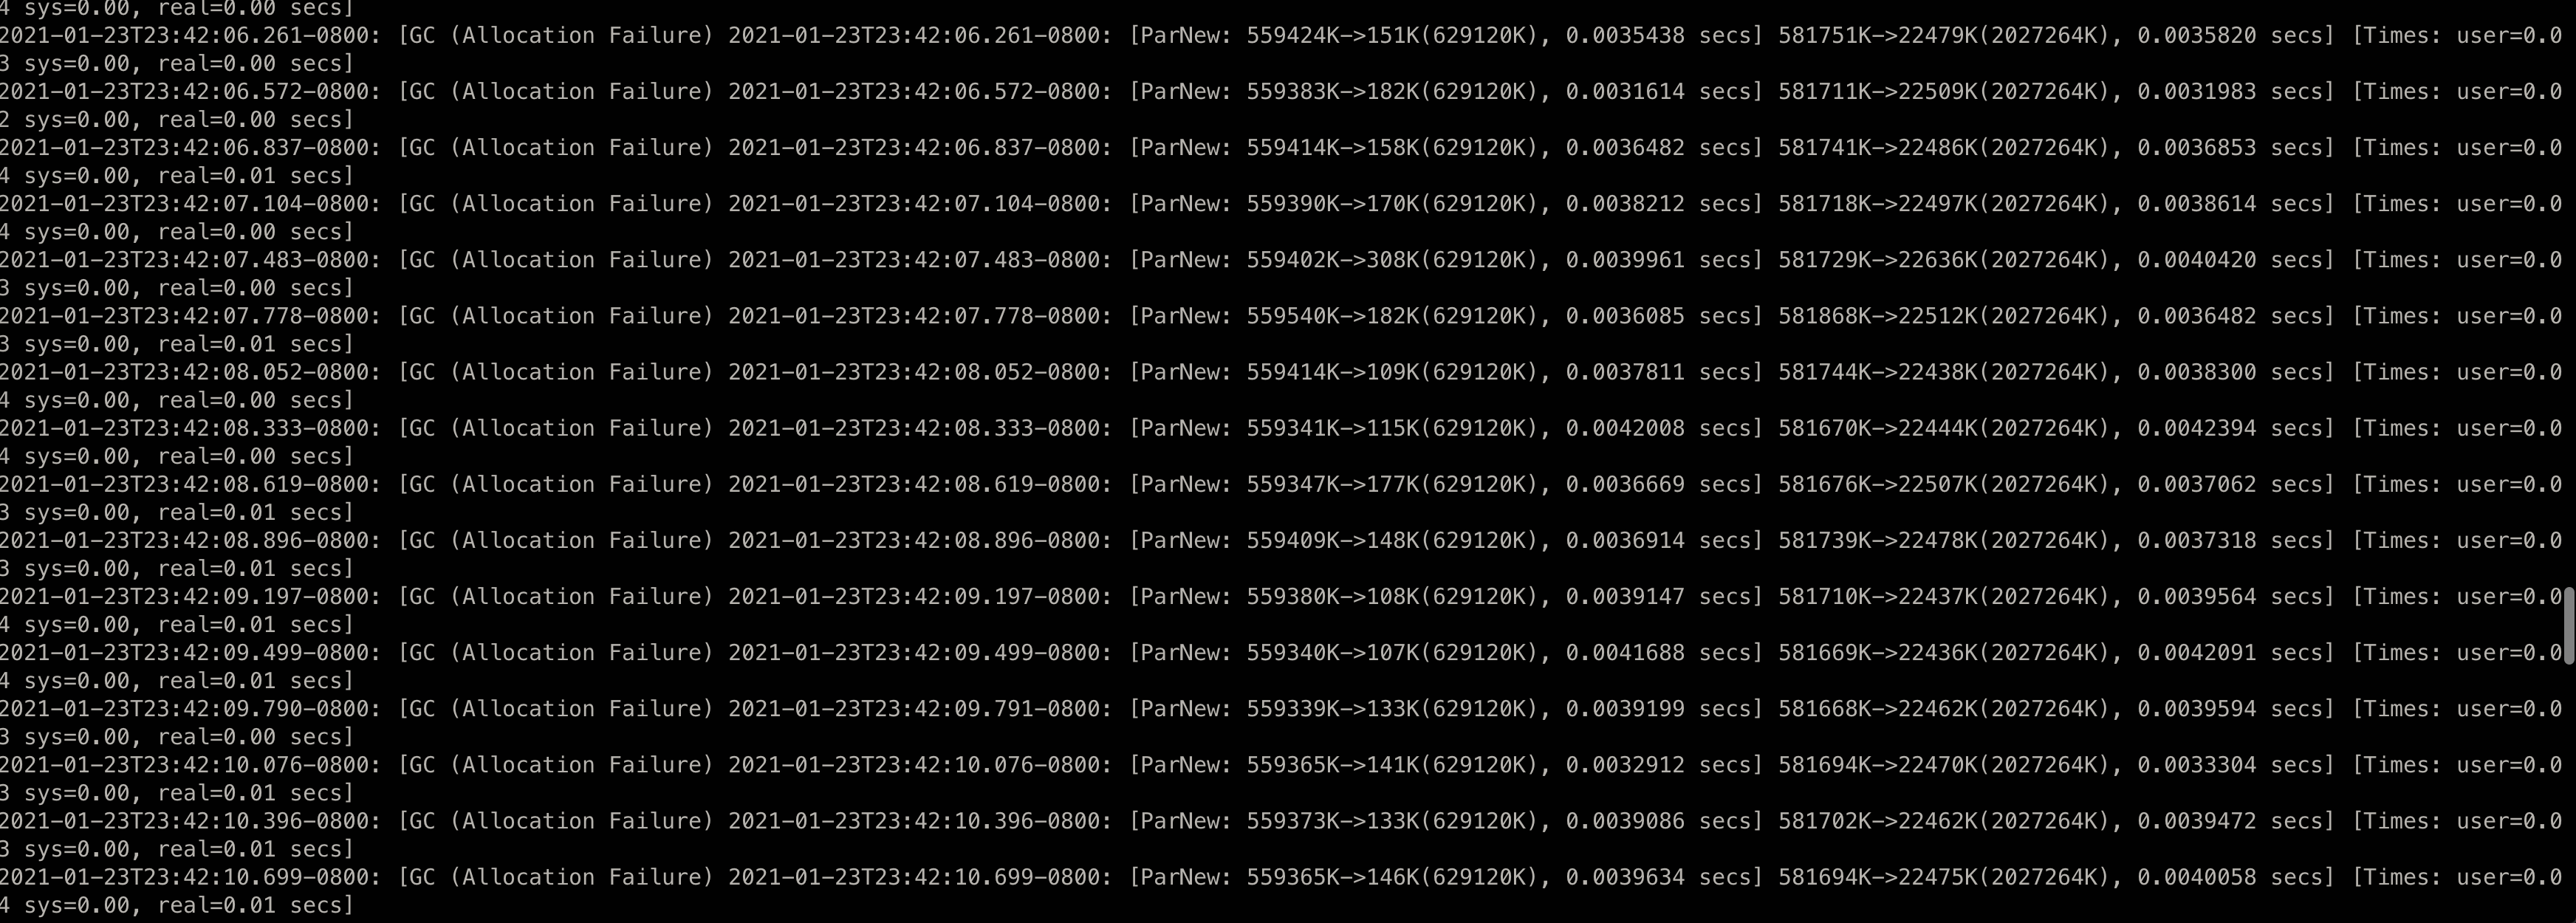 4 sys=0.00, real=0.00 secs]
2021-01-23T23:42:06.261-0800: [GC (Allocation Failure) 2021-01-23T23:42:06.261-0800: [ParNew: 559424K->151K(629120K), 0.0035438 secs] 581751K->22479K(2027264K), 0.0035820 secs] [Times: user=0.0
3 sys=0.00, real=0.00 secs]
2021-01-23T23:42:06.572-0800: [GC (Allocation Failure) 2021-01-23T23:42:06.572-0800: [ParNew: 559383K->182K(629120K), 0.0031614 secs] 581711K->22509K(2027264K), 0.0031983 secs] [Times: user=0.0
2 sys=0.00, real=0.00 secs]
2021-01-23T23:42:06.837-0800: [GC (Allocation Failure) 2021-01-23T23:42:06.837-0800: [ParNew: 559414K->158K(629120K), 0.0036482 secs] 581741K->22486K(2027264K), 0.0036853 secs] [Times: user=0.0
4 sys=0.00, real=0.01 secs]
2021-01-23T23:42:07.104-0800: [GC (Allocation Failure) 2021-01-23T23:42:07.104-0800: [ParNew: 559390K->170K(629120K), 0.0038212 secs] 581718K->22497K(2027264K), 0.0038614 secs] [Times: user=0.0
4 sys=0.00, real=0.00 secs]
2021-01-23T23:42:07.483-0800: [GC (Allocation Failure) 2021-01-23T23:42:07.483-0800: [ParNew: 559402K->308K(629120K), 0.0039961 secs] 581729K->22636K(2027264K), 0.0040420 secs] [Times: user=0.0
3 sys=0.00, real=0.00 secs]
2021-01-23T23:42:07.778-0800: [GC (Allocation Failure) 2021-01-23T23:42:07.778-0800: [ParNew: 559540K->182K(629120K), 0.0036085 secs] 581868K->22512K(2027264K), 0.0036482 secs] [Times: user=0.0
3 sys=0.00, real=0.01 secs]
2021-01-23T23:42:08.052-0800: [GC (Allocation Failure) 2021-01-23T23:42:08.052-0800: [ParNew: 559414K->109K(629120K), 0.0037811 secs] 581744K->22438K(2027264K), 0.0038300 secs] [Times: user=0.0
4 sys=0.00, real=0.00 secs]
2021-01-23T23:42:08.333-0800: [GC (Allocation Failure) 2021-01-23T23:42:08.333-0800: [ParNew: 559341K->115K(629120K), 0.0042008 secs] 581670K->22444K(2027264K), 0.0042394 secs] [Times: user=0.0
4 sys=0.00, real=0.00 secs]
2021-01-23T23:42:08.619-0800: [GC (Allocation Failure) 2021-01-23T23:42:08.619-0800: [ParNew: 559347K->177K(629120K), 0.0036669 secs] 581676K->22507K(2027264K), 0.0037062 secs] [Times: user=0.0
3 sys=0.00, real=0.01 secs]
2021-01-23T23:42:08.896-0800: [GC (Allocation Failure) 2021-01-23T23:42:08.896-0800: [ParNew: 559409K->148K(629120K), 0.0036914 secs] 581739K->22478K(2027264K), 0.0037318 secs] [Times: user=0.0
3 sys=0.00, real=0.01 secs]
2021-01-23T23:42:09.197-0800: [GC (Allocation Failure) 2021-01-23T23:42:09.197-0800: [ParNew: 559380K->108K(629120K), 0.0039147 secs] 581710K->22437K(2027264K), 0.0039564 secs] [Times: user=0.0
4 sys=0.00, real=0.01 secs]
2021-01-23T23:42:09.499-0800: [GC (Allocation Failure) 2021-01-23T23:42:09.499-0800: [ParNew: 559340K->107K(629120K), 0.0041688 secs] 581669K->22436K(2027264K), 0.0042091 secs] [Times: user=0.0
4 sys=0.00, real=0.01 secs]
2021-01-23T23:42:09.790-0800: [GC (Allocation Failure) 2021-01-23T23:42:09.791-0800: [ParNew: 559339K->133K(629120K), 0.0039199 secs] 581668K->22462K(2027264K), 0.0039594 secs] [Times: user=0.0
3 sys=0.00, real=0.00 secs]
2021-01-23T23:42:10.076-0800: [GC (Allocation Failure) 2021-01-23T23:42:10.076-0800: [ParNew: 559365K->141K(629120K), 0.0032912 secs] 581694K->22470K(2027264K), 0.0033304 secs] [Times: user=0.0
3 sys=0.00, real=0.01 secs]
2021-01-23T23:42:10.396-0800: [GC (Allocation Failure) 2021-01-23T23:42:10.396-0800: [ParNew: 559373K->133K(629120K), 0.0039086 secs] 581702K->22462K(2027264K), 0.0039472 secs] [Times: user=0.0
3 sys=0.00, real=0.01 secs]
2021-01-23T23:42:10.699-0800: [GC (Allocation Failure) 2021-01-23T23:42:10.699-0800: [ParNew: 559365K->146K(629120K), 0.0039634 secs] 581694K->22475K(2027264K), 0.0040058 secs] [Times: user=0.0
4 sys=0.00, real=0.01 secs]